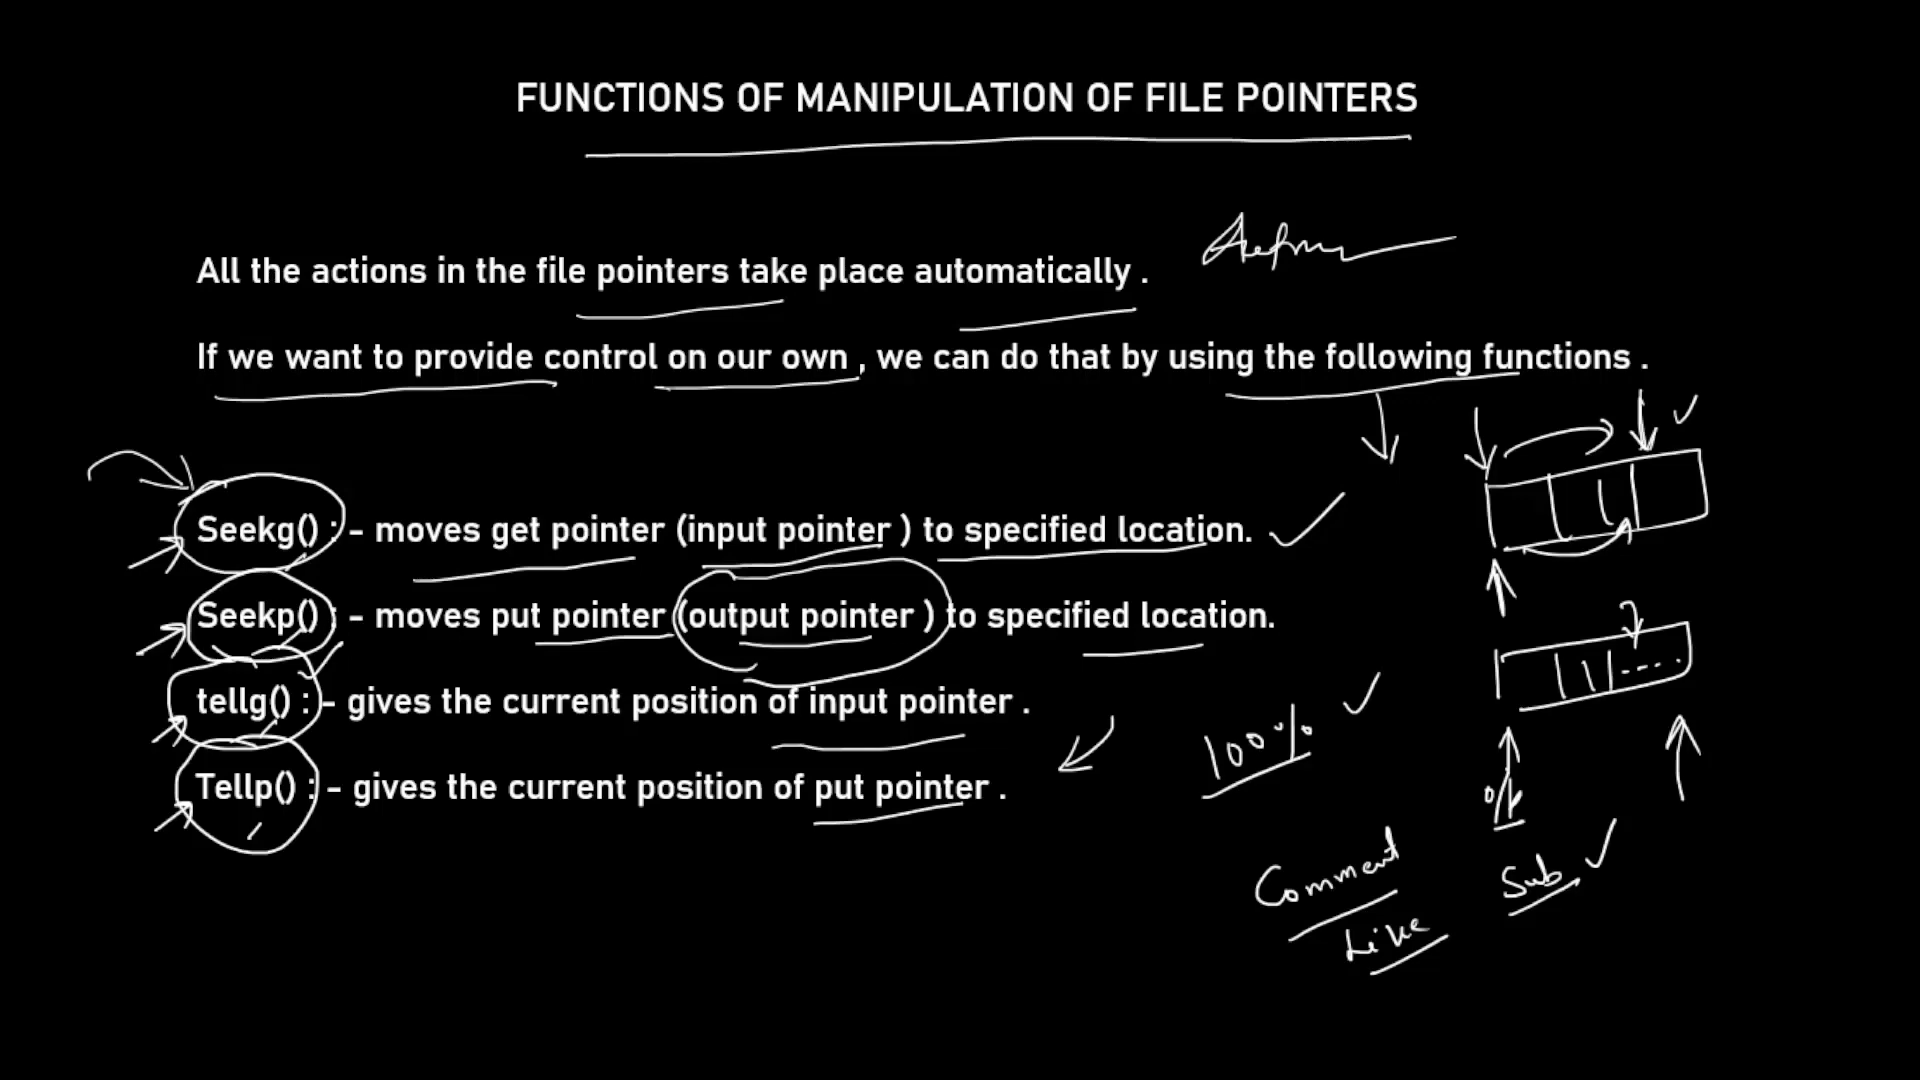 FUNCTIONS OF MANIPULATION OF FILE POINTERS
All the actions in the file pointers take place automatically .
If we want to provide control on our own , we can do that by using the following functions .
Seekg() : - moves get pointer (input pointer ) to specified location.
Seekp() : - moves put pointer (output pointer ) to specified location.
tellg() : - gives the current position of input pointer .
Tellp() : - gives the current position of put pointer .
100%
Comment
Sub
Like